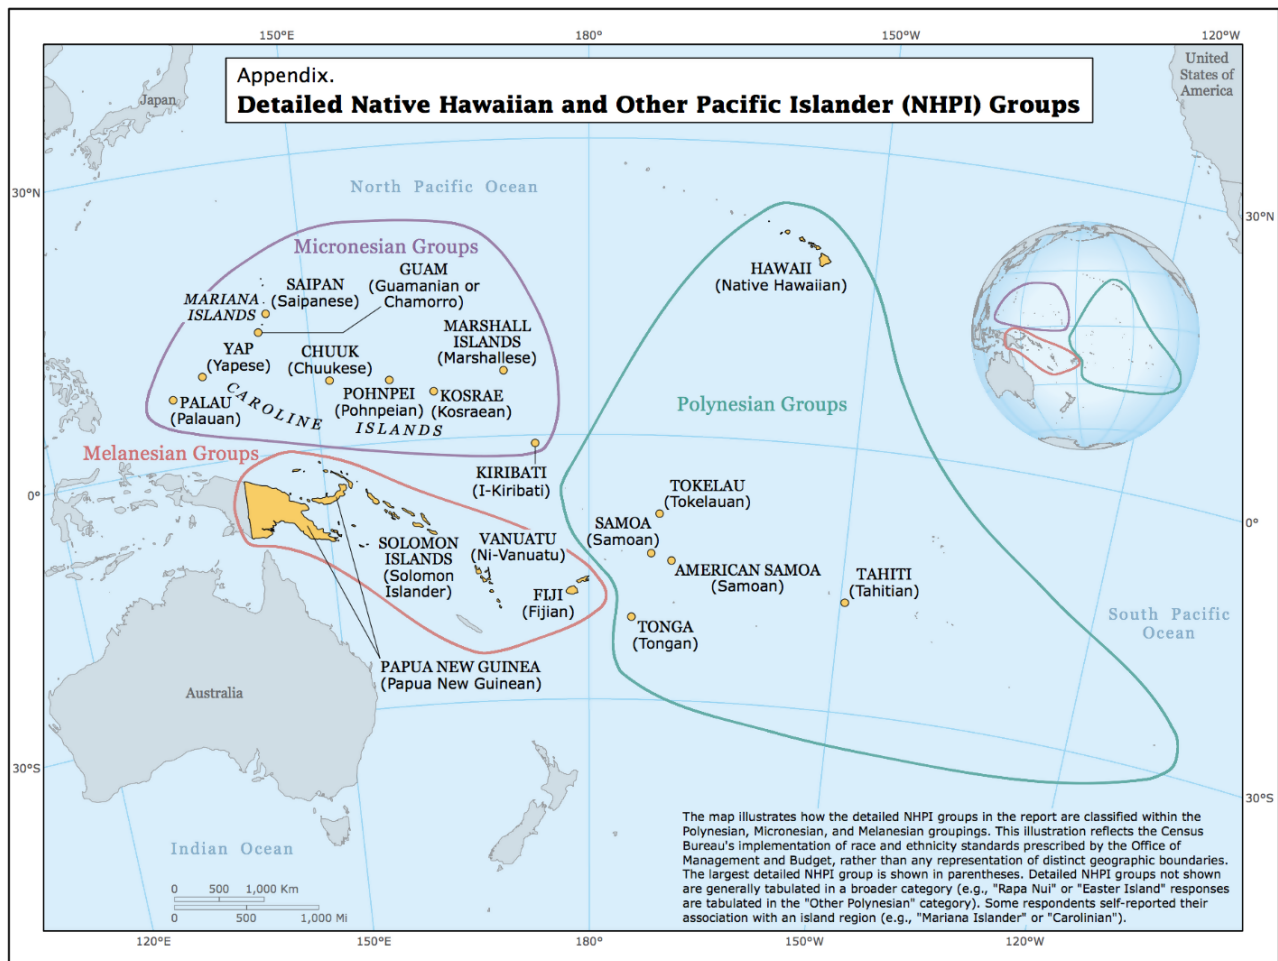 150°E
180°
150°W
120°W
Appendix.
Detailed Native Hawaiian and Other Pacific Islander (NHPI) Groups
United
States of
America
Japan
30°N
North Pacific Ocean
30°N
Micronesian Groups
GUAM
(Guamanian or
Chamorro)
SAIPAN
(Saipanese)
MARIANA
ISLANDS
HAWAII
(Native Hawaiian)
MARSHALL
ISLANDS
(Marshallese)
YAP
(Yapese)
CHUUK
(Chuukese)
POHNPEI
(Pohnpeian)
KOSRAE
(Kosraean)
PALAU
(Palauan)
CAROLINE
ISLANDS
Polynesian Groups
Melanesian Groups
KIRIBATI
(I-Kiribati)
0°
0°
TOKELAU
(Tokelauan)
SAMOA
(Samoan)
AMERICAN SAMOA
(Samoan)
TAHITI
(Tahitian)
SOLOMON
ISLANDS
(Solomon
Islander)
VANUATU
(Ni-Vanuatu)
FIJI
(Fijian)
TONGA
(Tongan)
South Pacific
Ocean
PAPUA NEW GUINEA
(Papua New Guinean)
Australia
30°S
30°S
Indian Ocean
0 500 1,000 Km
0 500 1,000 Mi
The map illustrates how the detailed NHPI groups in the report are classified within the
Polynesian, Micronesian, and Melanesian groupings. This illustration reflects the Census
Bureau's implementation of race and ethnicity standards prescribed by the Office of
Management and Budget, rather than any representation of distinct geographic boundaries.
The largest detailed NHPI group is shown in parentheses. Detailed NHPI groups not shown
are generally tabulated in a broader category (e.g., "Rapa Nui" or "Easter Island" responses
are tabulated in the "Other Polynesian" category). Some respondents self-reported their
association with an island region (e.g., "Mariana Islander" or "Carolinian").
120°E
150°E
180°
150°W
120°W